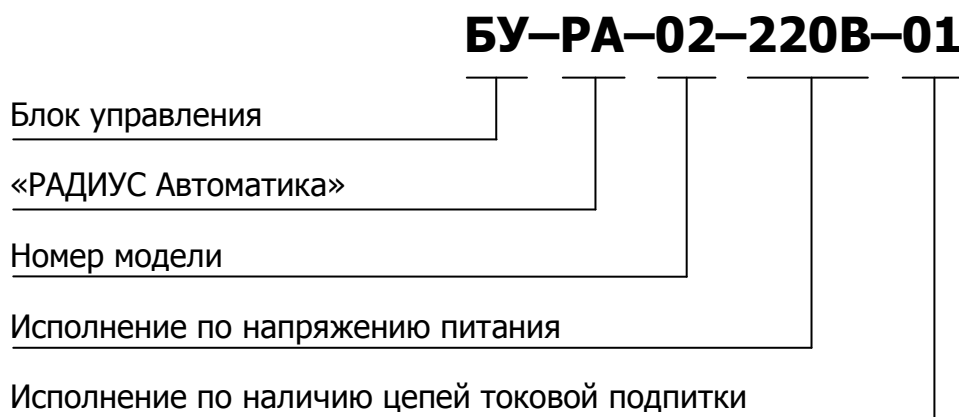 БУ–РА–02–220В–01
Блок управления
«РАДИУС Автоматика»
Номер модели
Исполнение по напряжению питания
Исполнение по наличию цепей токовой подпитки